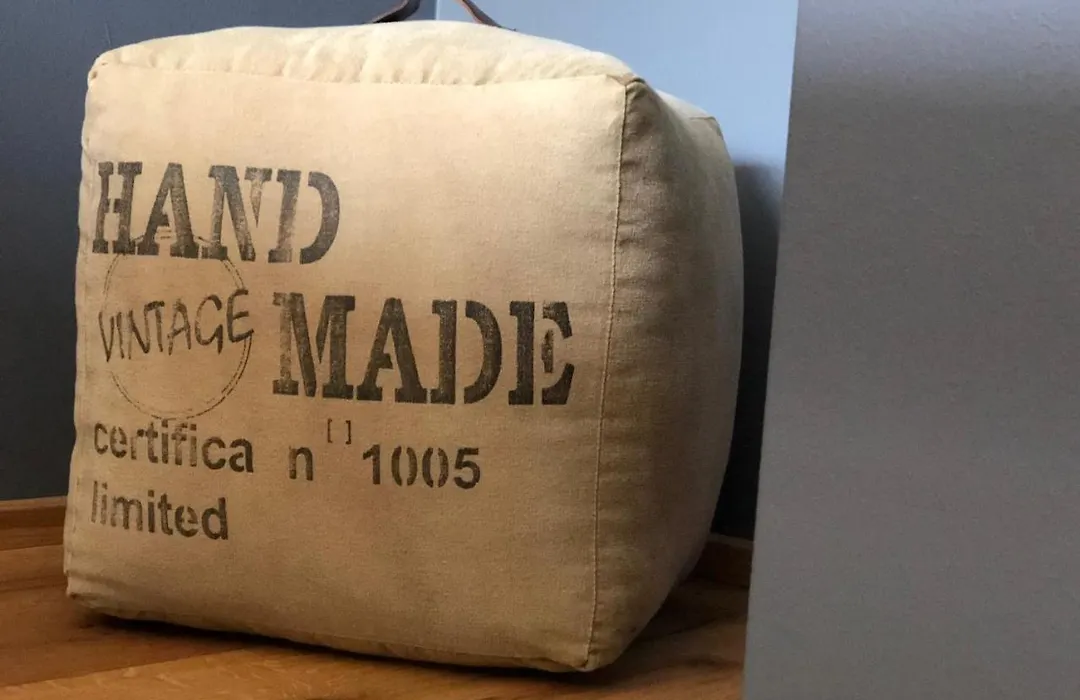 HAND
VINTAGE MADE
certifica n [ ] 1005
limited